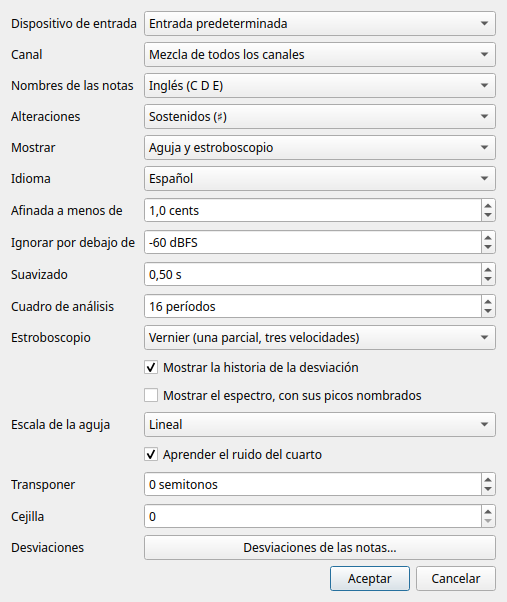 Dispositivo de entrada Entrada predeterminada
Canal Mezcla de todos los canales
Nombres de las notas Inglés (C D E)
Alteraciones Sostenidos (♯)
Mostrar Aguja y estroboscopio
Idioma Español
Afinada a menos de 1,0 cents
Ignorar por debajo de -60 dBFS
Suavizado 0,50 s
Cuadro de análisis 16 períodos
Estroboscopio Vernier (una parcial, tres velocidades)
Mostrar la historia de la desviación
Mostrar el espectro, con sus picos nombrados
Escala de la aguja Lineal
Aprender el ruido del cuarto
Transponer 0 semitonos
Cejilla 0
Desviaciones Desviaciones de las notas...
Aceptar Cancelar